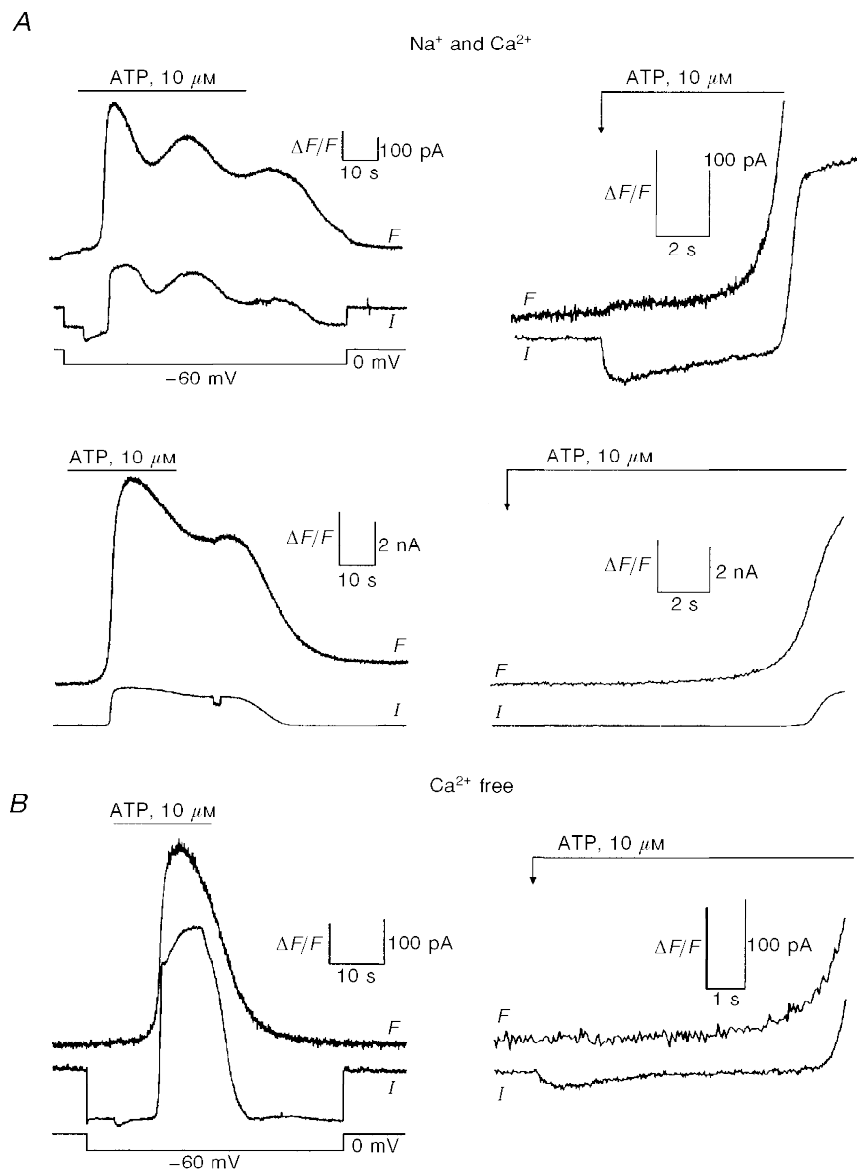 A
Na⁺ and Ca²⁺
ATP, 10 μM
ΔF/F
100 pA
10 s
F
I
−60 mV
0 mV
ATP, 10 μM
100 pA
ΔF/F
2 s
F
I
ATP, 10 μM
ΔF/F
2 nA
10 s
F
I
ATP, 10 μM
ΔF/F
2 nA
2 s
F
I
B
Ca²⁺ free
ATP, 10 μM
ΔF/F
100 pA
10 s
F
I
−60 mV
0 mV
ATP, 10 μM
ΔF/F
100 pA
1 s
F
I